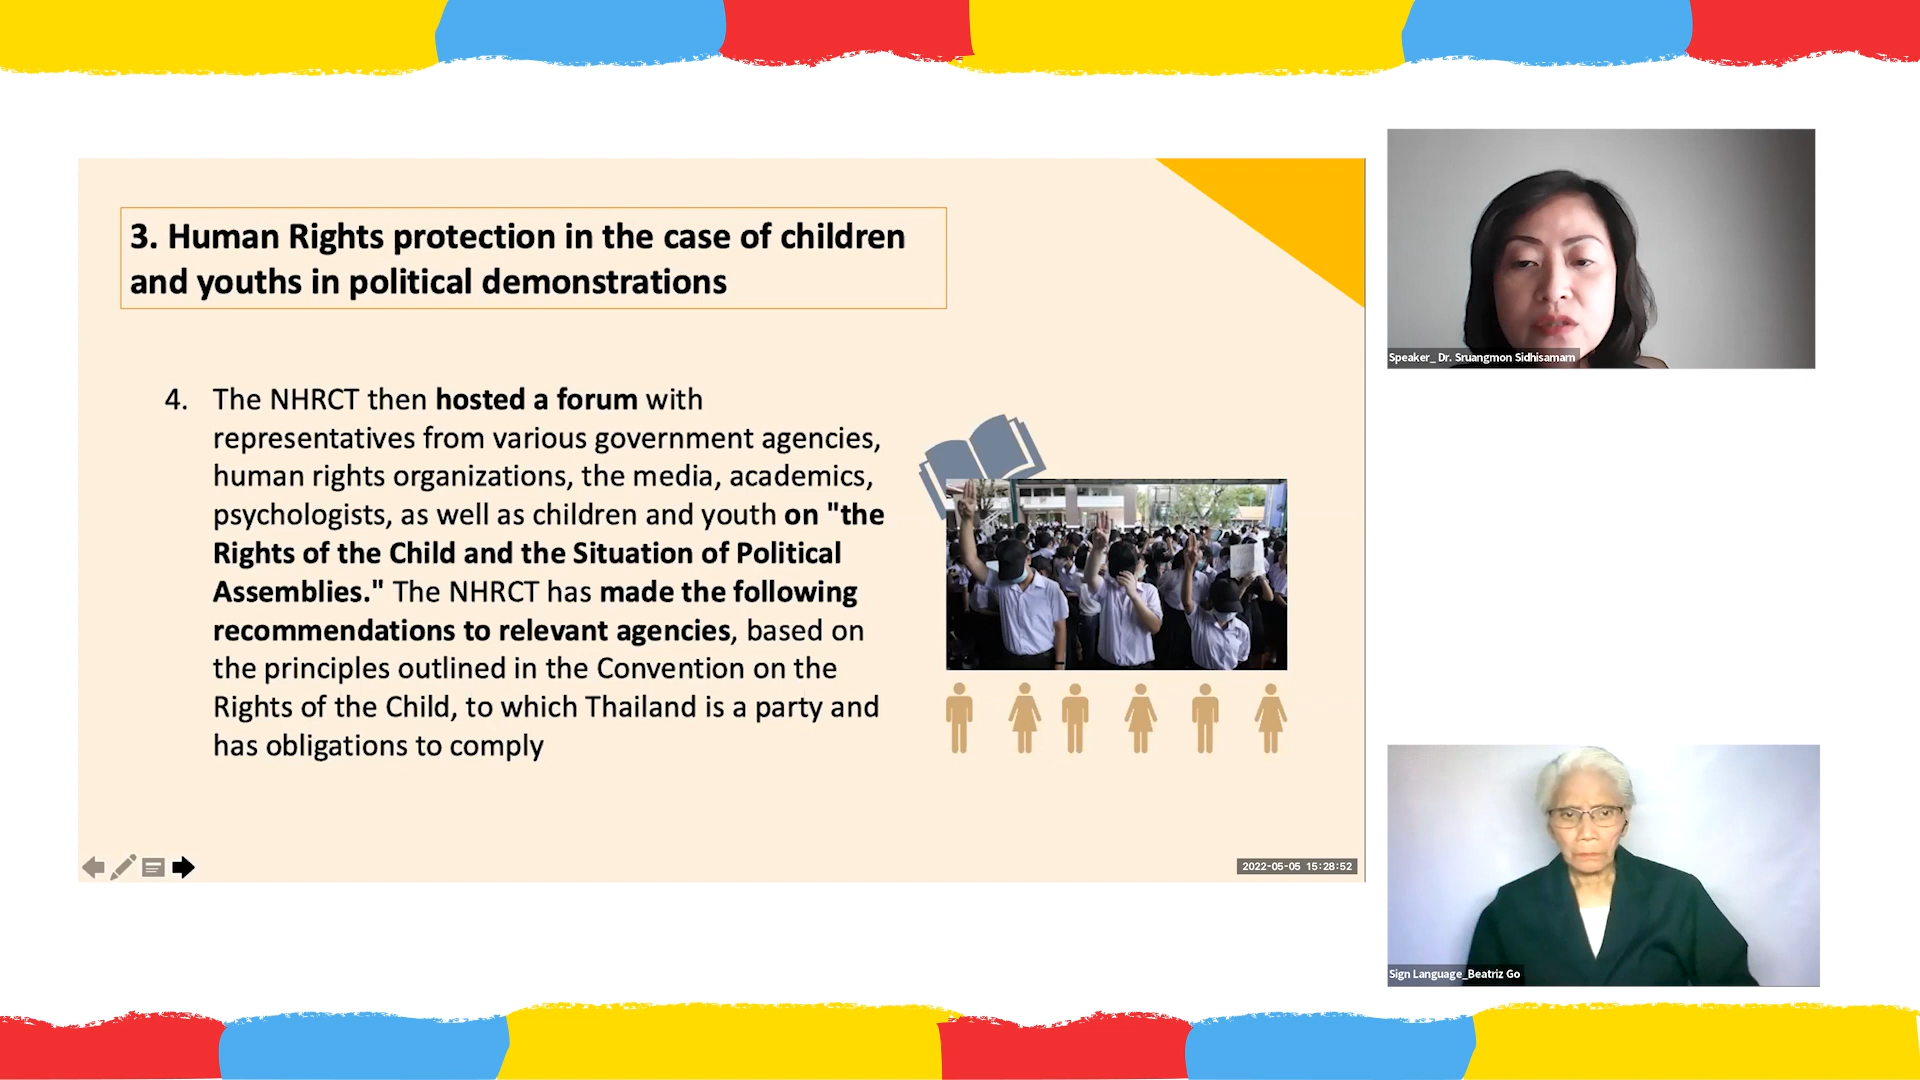 3. Human Rights protection in the case of children
and youths in political demonstrations
4. The NHRCT then hosted a forum with
representatives from various government agencies,
human rights organizations, the media, academics,
psychologists, as well as children and youth on "the
Rights of the Child and the Situation of Political
Assemblies." The NHRCT has made the following
recommendations to relevant agencies, based on
the principles outlined in the Convention on the
Rights of the Child, to which Thailand is a party and
has obligations to comply
2022-05-05 15:28:52
Speaker_ Dr. Sruangmon Sidhisamarn
Sign Language_Beatriz Go